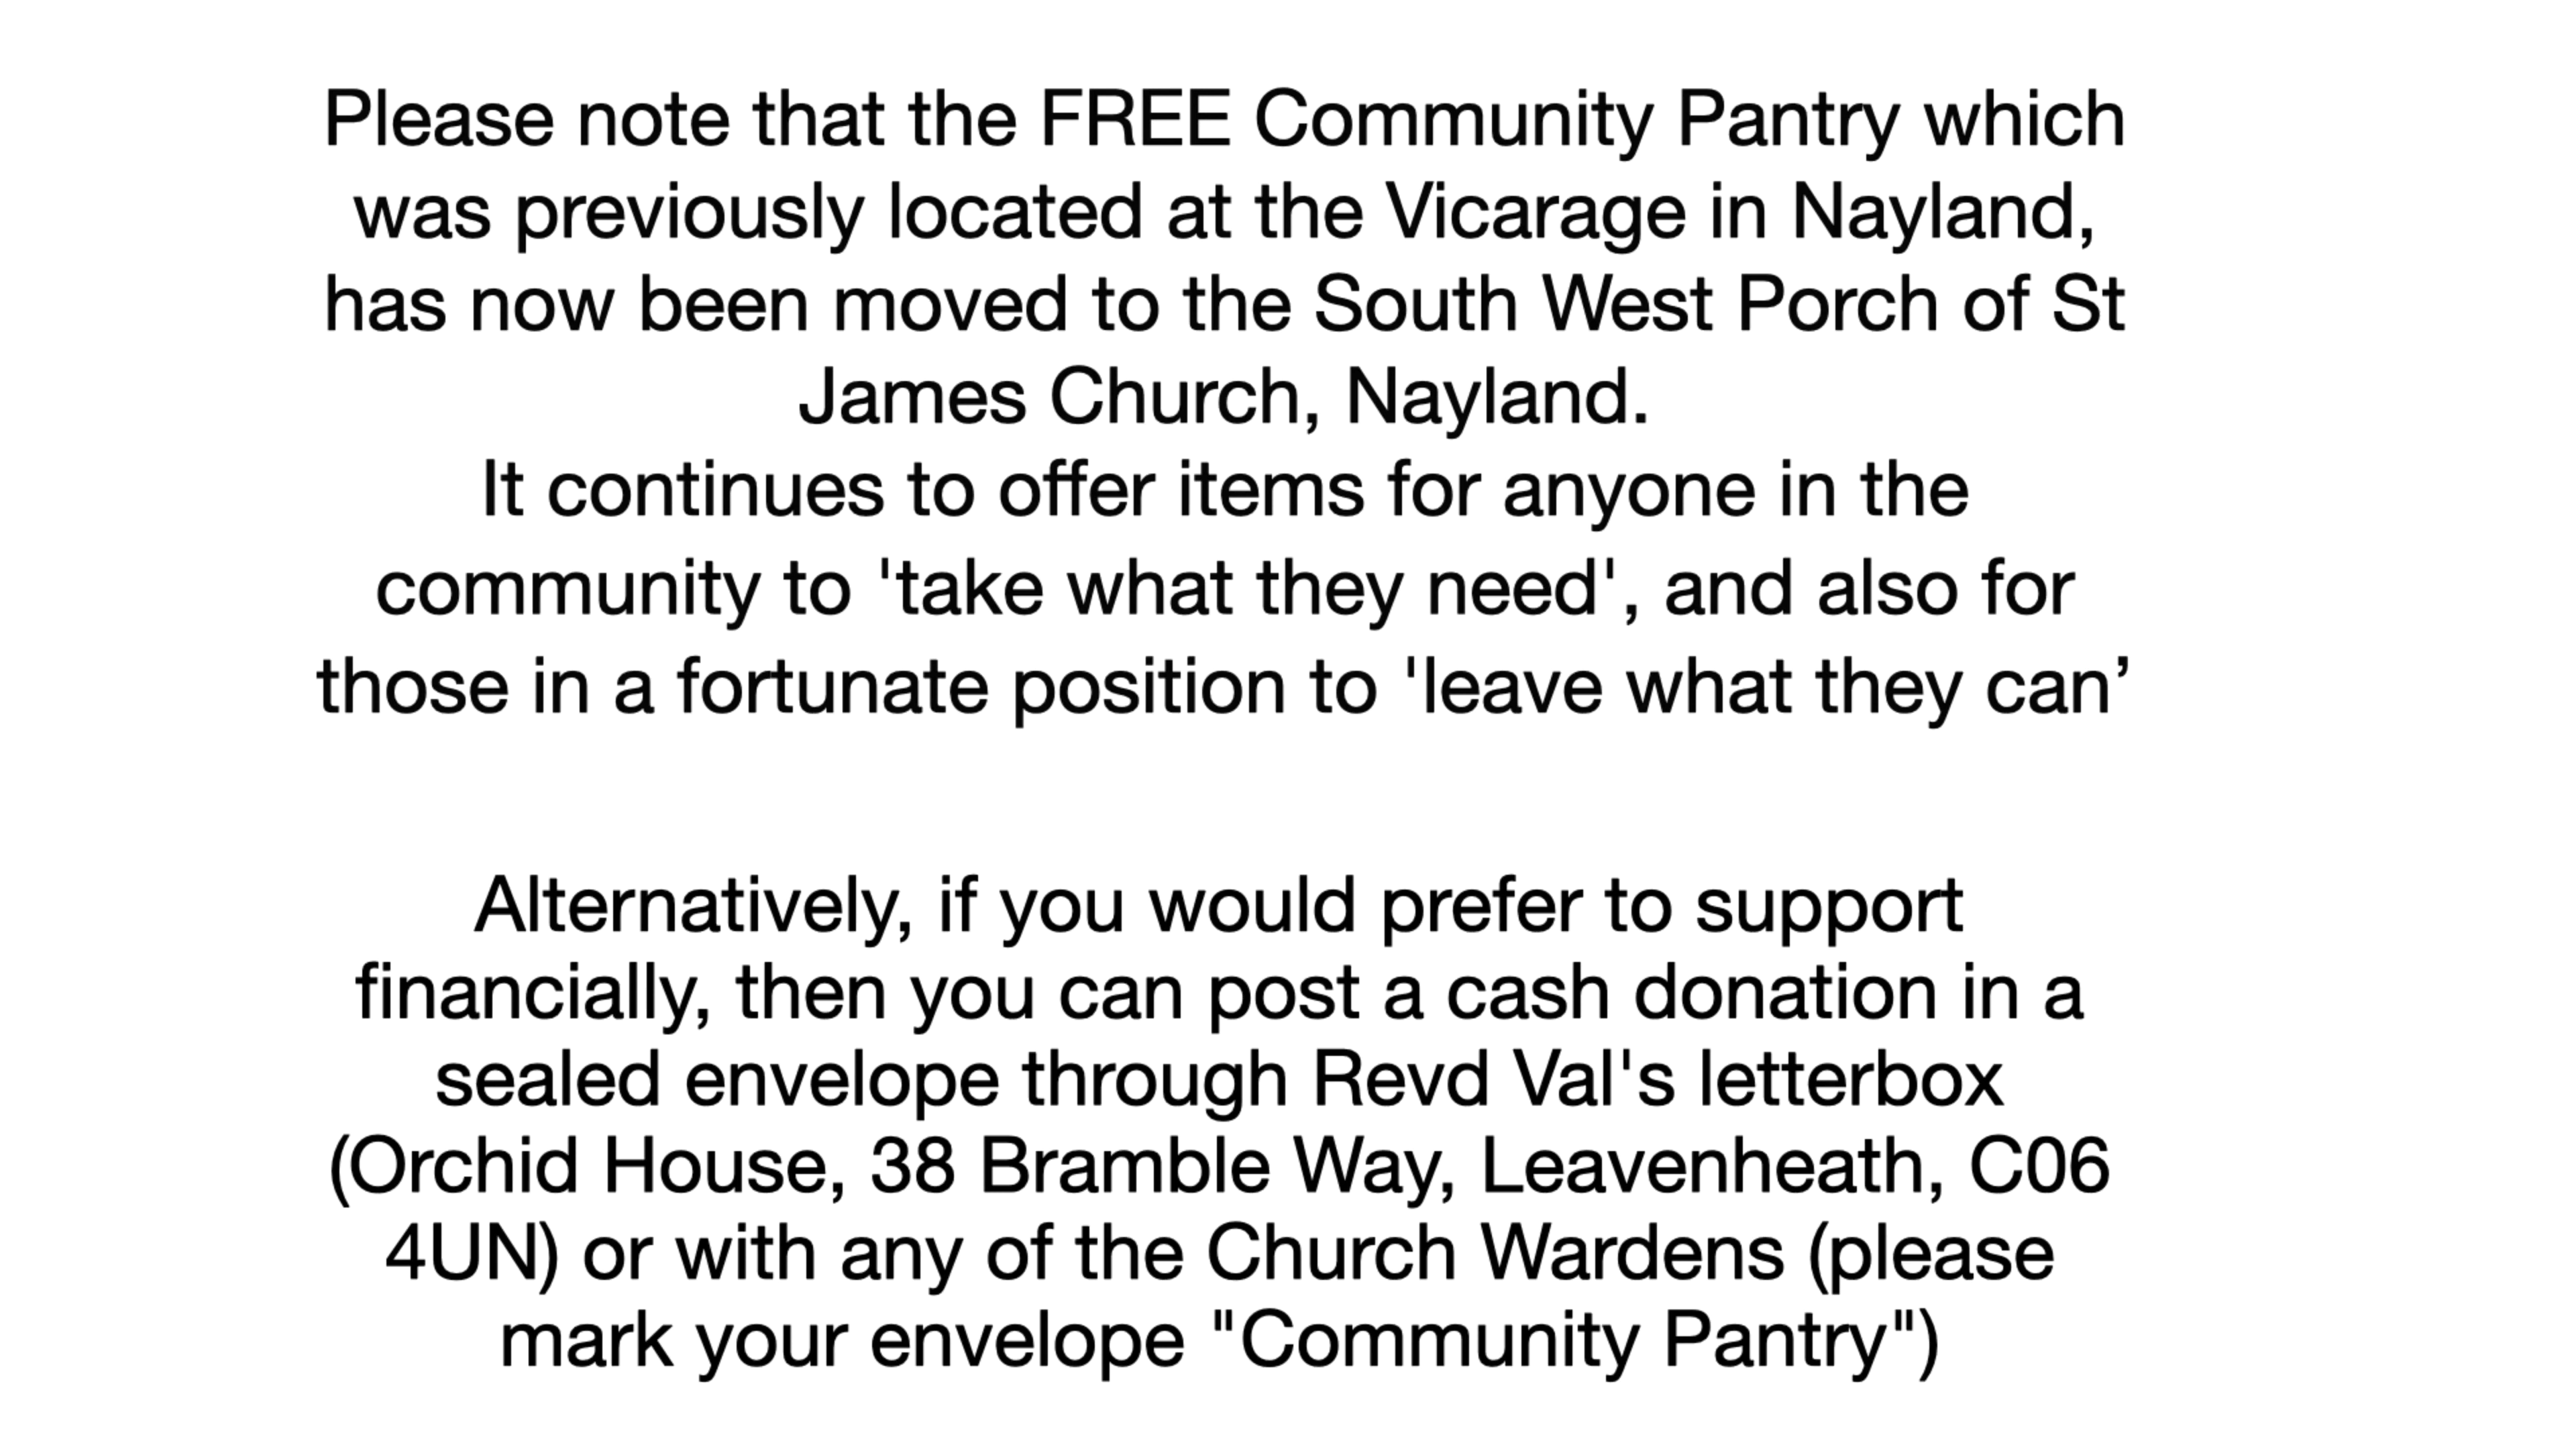 Please note that the FREE Community Pantry which
was previously located at the Vicarage in Nayland,
has now been moved to the South West Porch of St
James Church, Nayland.
It continues to offer items for anyone in the
community to 'take what they need', and also for
those in a fortunate position to 'leave what they can’
Alternatively, if you would prefer to support
financially, then you can post a cash donation in a
sealed envelope through Revd Val's letterbox
(Orchid House, 38 Bramble Way, Leavenheath, C06
4UN) or with any of the Church Wardens (please
mark your envelope "Community Pantry")